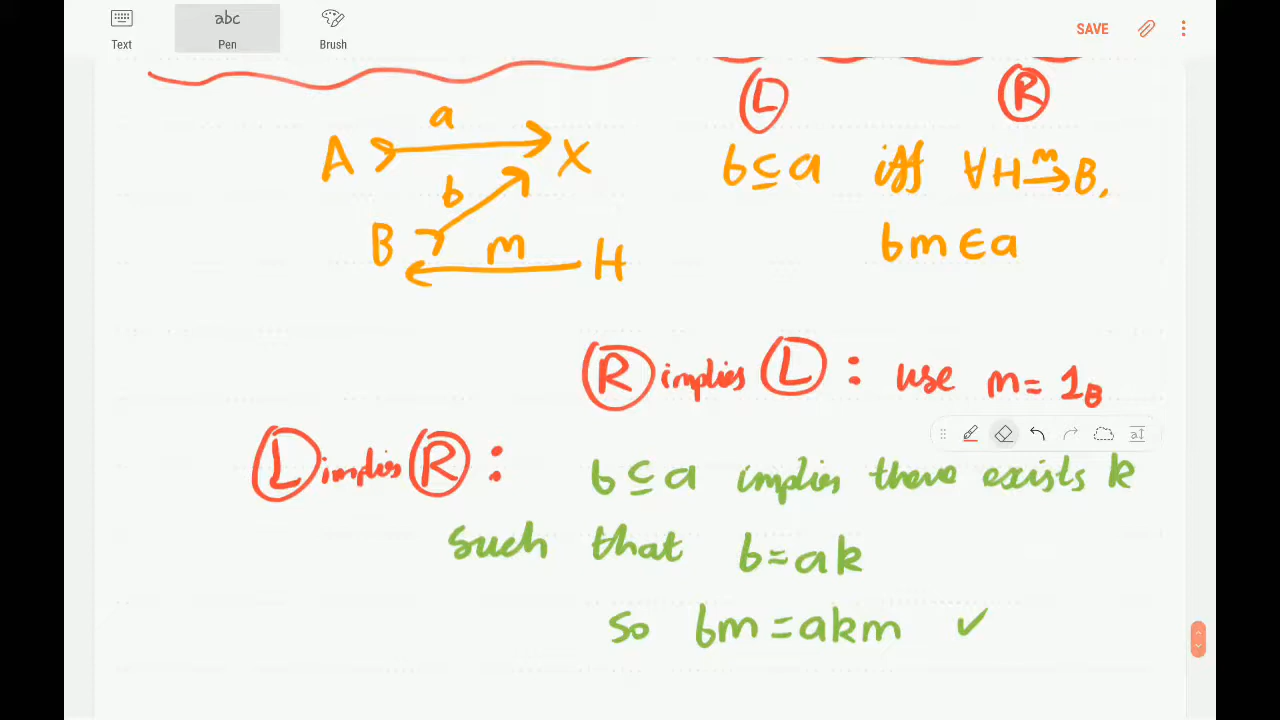 Text
abc
Pen
Brush
SAVE
L R
a
A X
b
B m H
b ⊆ a iff ∀H →m B,
bm ∈ a
R implies L : use m = 1_B
L implies R :
b ⊆ a implies there exists k
such that b = ak
so bm = akm ✓